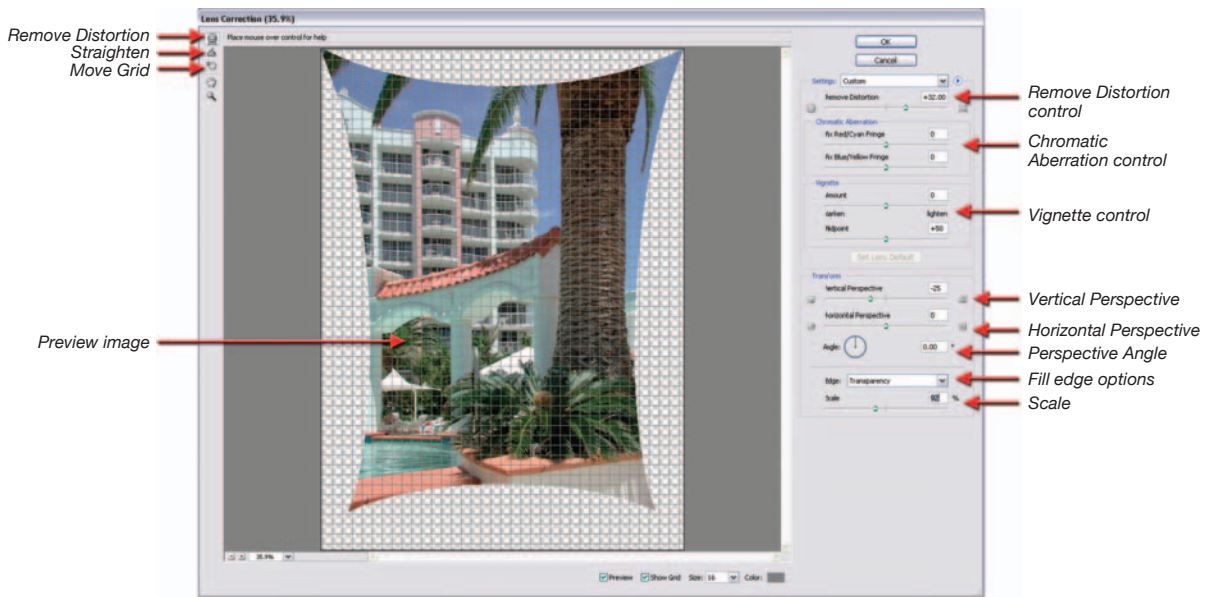 Lens Correction (35.9%)
Remove Distortion
Straighten
Move Grid
Place mouse over control for help
OK
Cancel
Settings: Custom
Remove Distortion +32.00
Remove Distortion
control
Chromatic Aberration
Fix Red/Cyan Fringe 0
Fix Blue/Yellow Fringe 0
Chromatic
Aberration control
Vignette
Amount 0
darken lighten
Midpoint +50
Vignette control
Set Lens Default
Transform
Vertical Perspective -25
Vertical Perspective
Horizontal Perspective 0
Horizontal Perspective
Angle: 0.00 °
Perspective Angle
Edge: Transparency
Fill edge options
Scale 92 %
Scale
Preview image
35.9%
Preview Show Grid Size: 16 Color: